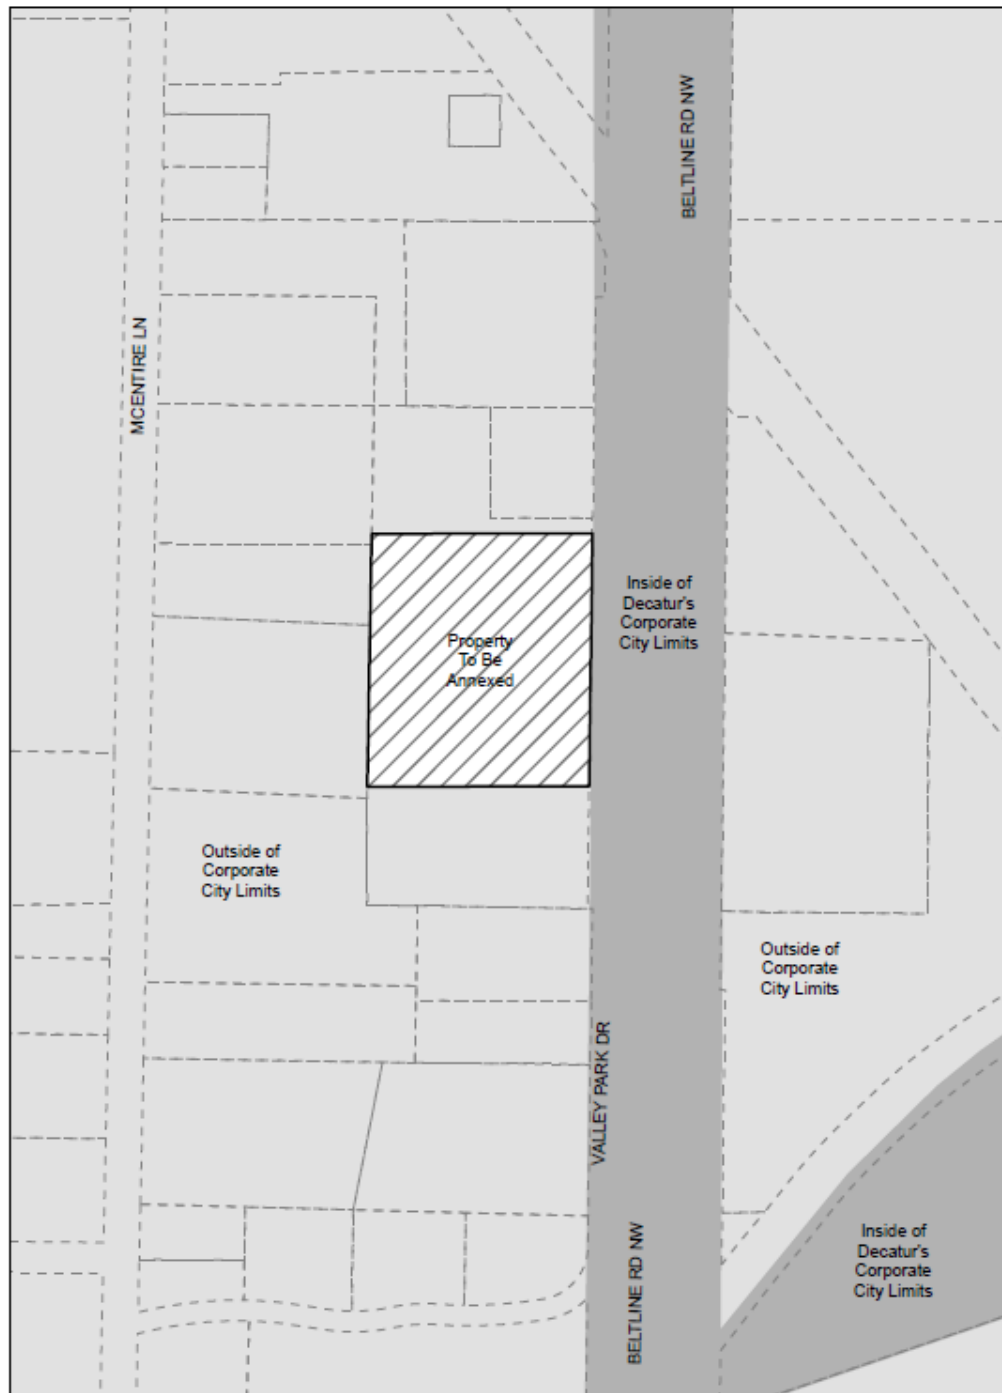 BELTLINE RD NW
MCENTIRE LN
Inside of
Decatur's
Corporate
City Limits
Property
To Be
Annexed
Outside of
Corporate
City Limits
Outside of
Corporate
City Limits
VALLEY PARK DR
BELTLINE RD NW
Inside of
Decatur's
Corporate
City Limits